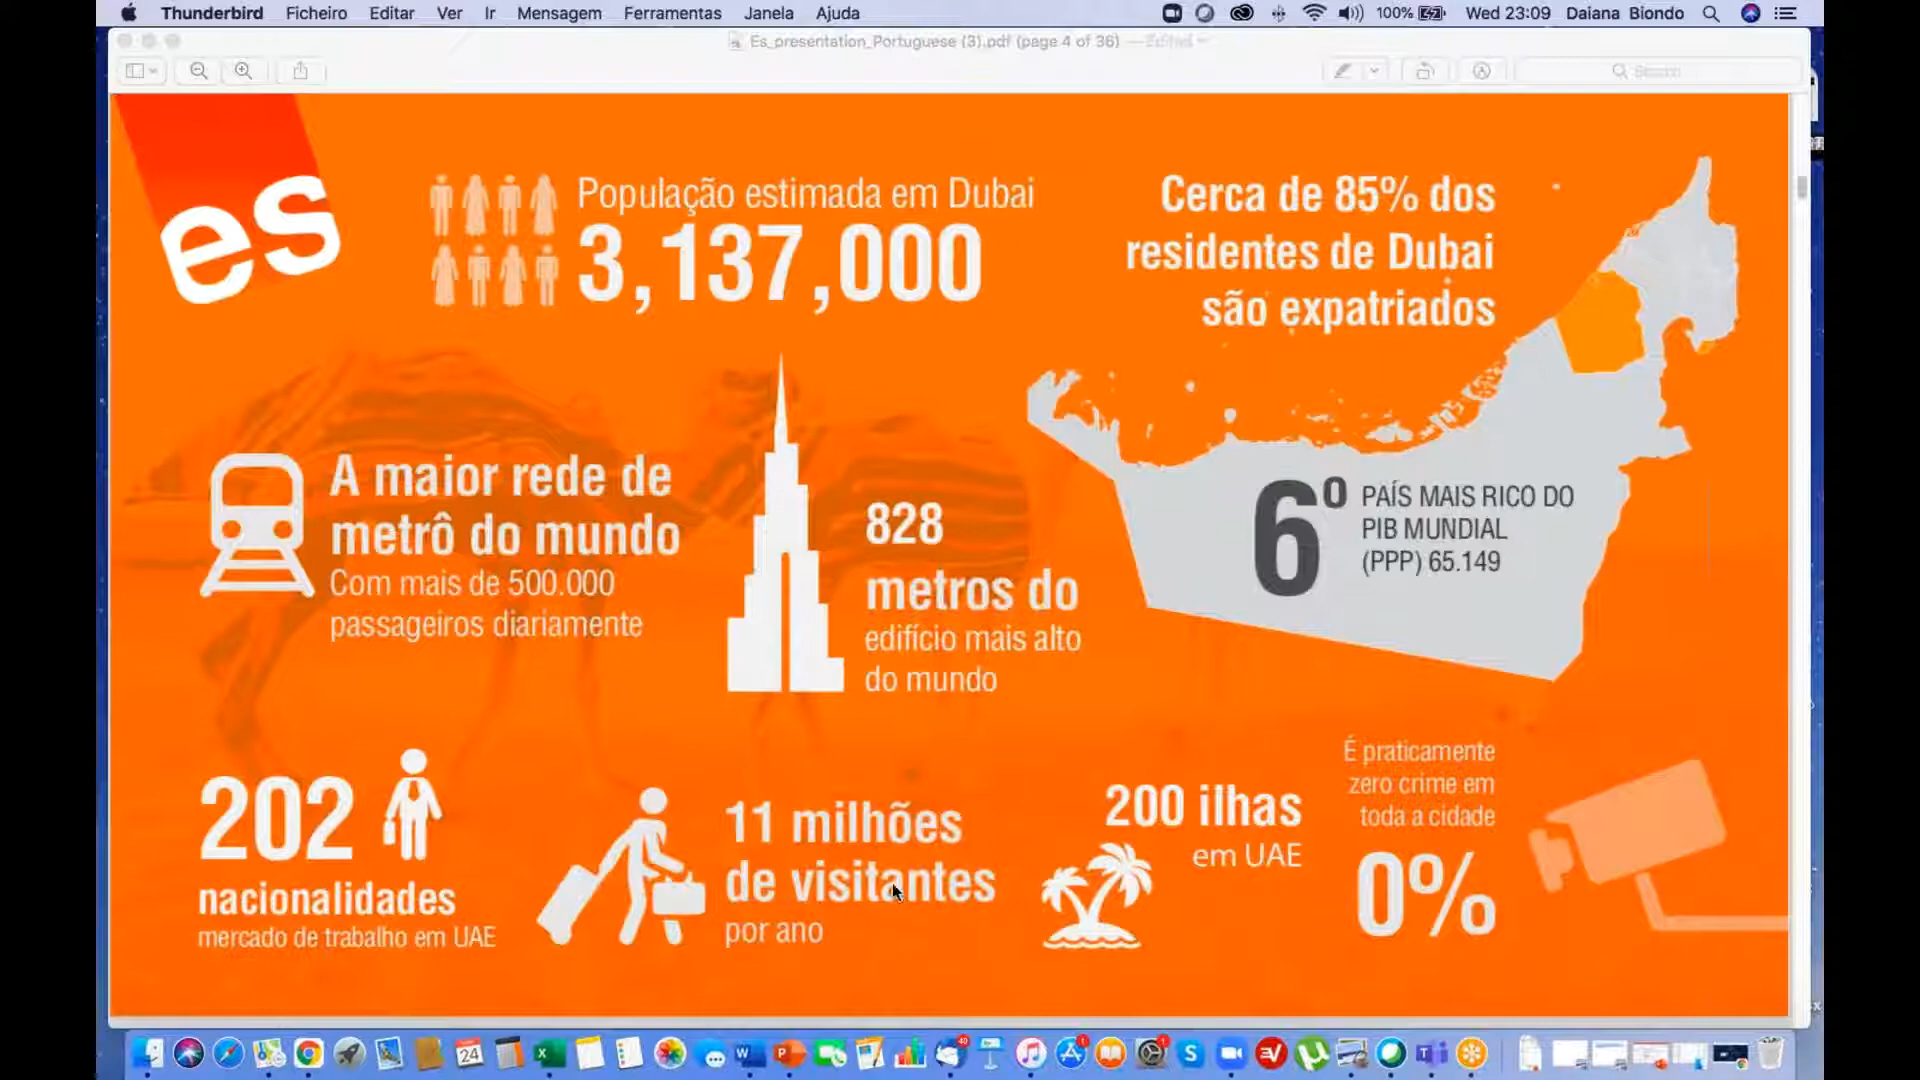 Thunderbird Ficheiro Editar Ver Ir Mensagem Ferramentas Janela Ajuda 100% Wed 23:09 Daiana Biondo
Es_presentation_Portuguese (3).pdf (page 4 of 36) — Edited
Search
es
População estimada em Dubai
3,137,000
Cerca de 85% dos
residentes de Dubai
são expatriados
A maior rede de
metrô do mundo
Com mais de 500.000
passageiros diariamente
828
metros do
edifício mais alto
do mundo
6º
PAÍS MAIS RICO DO
PIB MUNDIAL
(PPP) 65.149
202
nacionalidades
mercado de trabalho em UAE
11 milhões
de visitantes
por ano
200 ilhas
em UAE
É praticamente
zero crime em
toda a cidade
0%
24